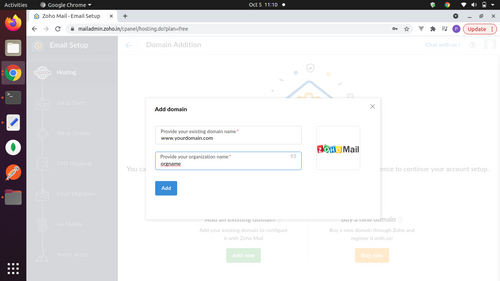 Activities
Google Chrome
Oct 5 11:10
Zoho Mail - Email Setup
mailadmin.zoho.in/cpanel/hosting.do?plan=free
Update
Email Setup
Domain Addition
Chat with us!
Hosting
Add domain
Provide your existing domain name *
www.yourdomain.com
Provide your organization name *
orgname
ZOHO Mail
Add
You ca
ence to continue your account setup.
Add an existing domain
Buy a new domain
Add your existing domain to configure
it with Zoho Mail
Buy a new domain through Zoho and
register it with us!
Add now